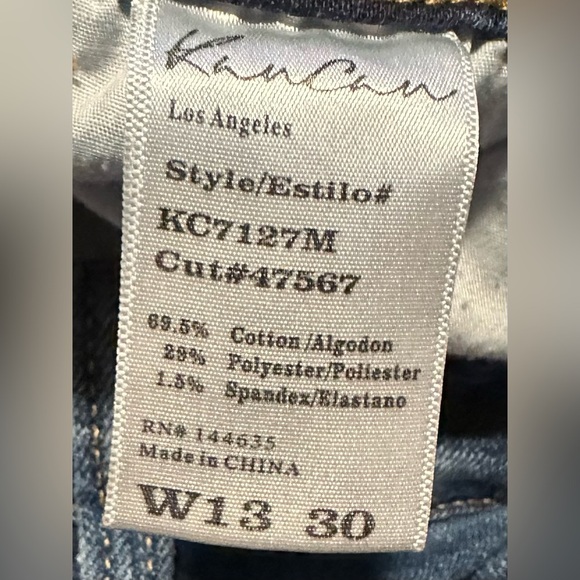 KanCan
Los Angeles
Style/Estilo#
KC7127M
Cut#47567
69.5% Cotton/Algodon
29% Polyester/Poliester
1.5% Spandex/Elastano
RN# 144635
Made in CHINA
W13 30